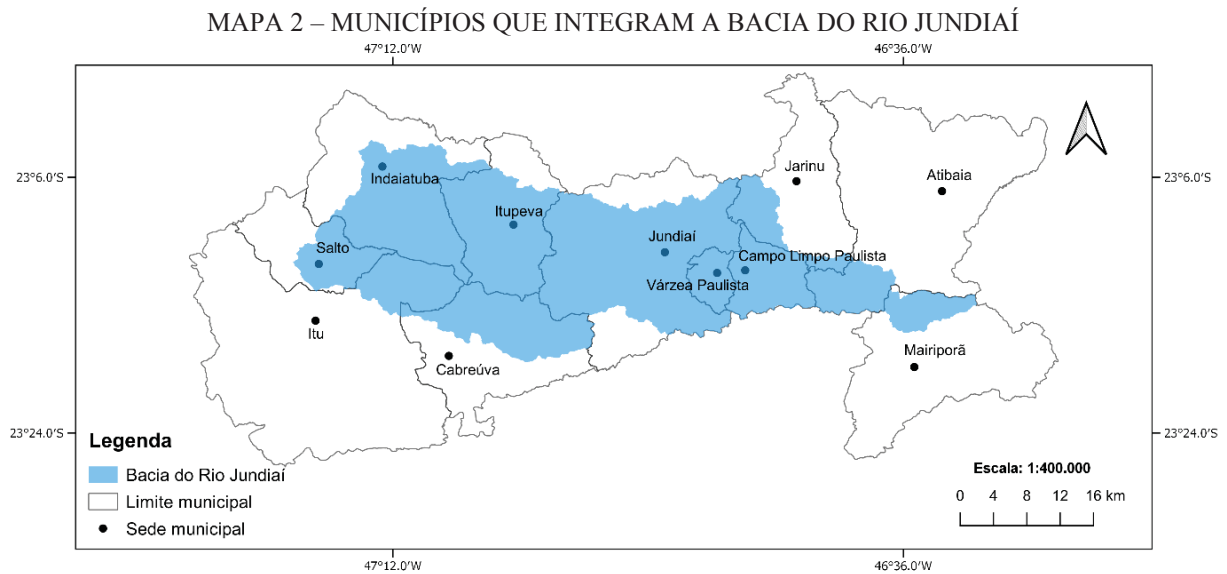 MAPA 2 – MUNICÍPIOS QUE INTEGRAM A BACIA DO RIO JUNDIAÍ
47°12.0'W
46°36.0'W
23°6.0'S
23°6.0'S
Jarinu
Atibaia
Indaiatuba
Itupeva
Jundiaí
Salto
Campo Limpo Paulista
Várzea Paulista
Itu
Mairiporã
Cabreúva
23°24.0'S
23°24.0'S
Legenda
Bacia do Rio Jundiaí
Limite municipal
Sede municipal
Escala: 1:400.000
0 4 8 12 16 km
47°12.0'W
46°36.0'W